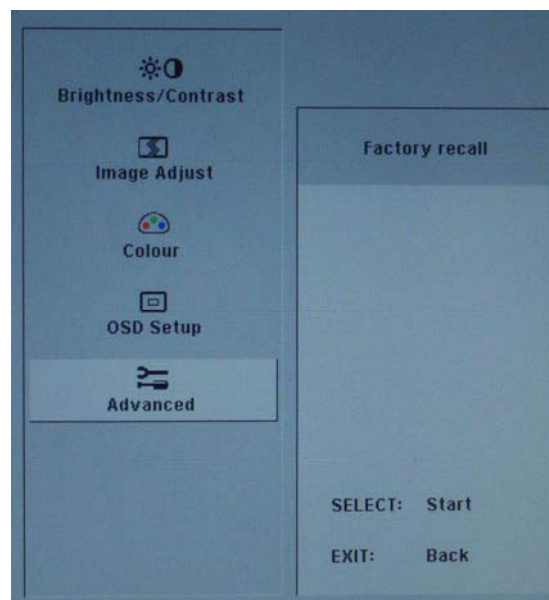 Brightness/Contrast
Image Adjust
Colour
OSD Setup
Advanced
Factory recall
SELECT: Start
EXIT: Back